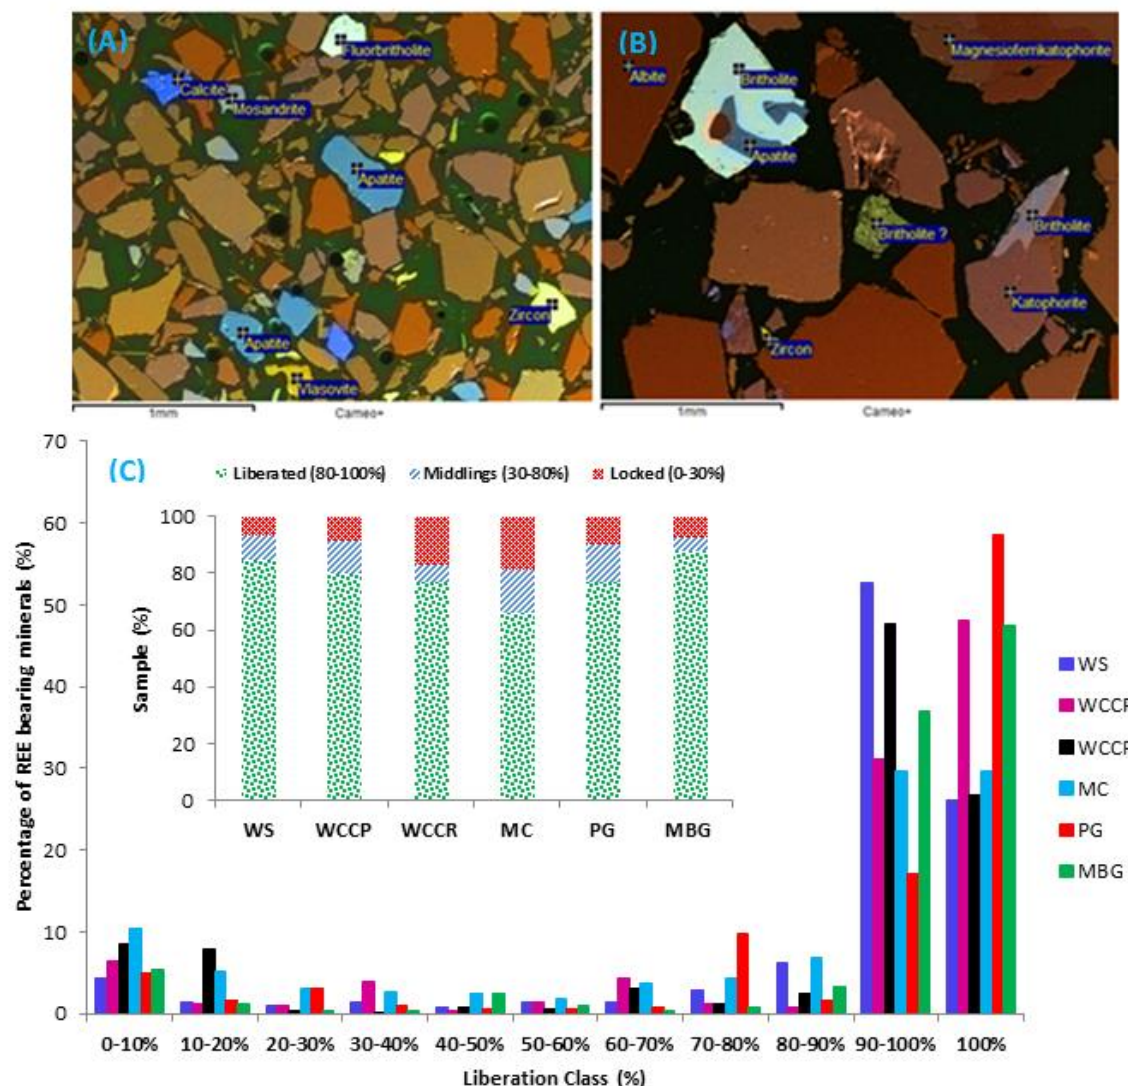 (A)
Fluorbritholite
Calcite
Mosandrite
Apatite
Zircon
Apatite
Vlasovite
1mm Cameo+
(B)
Magnesioferrikatophorite
Albite
Britholite
Apatite
Britholite
Britholite ?
Katophorite
Zircon
1mm Cameo+
(C)
Percentage of REE bearing minerals (%)
70
60
50
40
30
20
10
0
Liberated (80-100%) Middlings (30-80%) Locked (0-30%)
Sample (%)
100
80
60
40
20
0
WS WCCP WCCR MC PG MBG
WS
WCCP
WCCP
MC
PG
MBG
0-10% 10-20% 20-30% 30-40% 40-50% 50-60% 60-70% 70-80% 80-90% 90-100% 100%
Liberation Class (%)